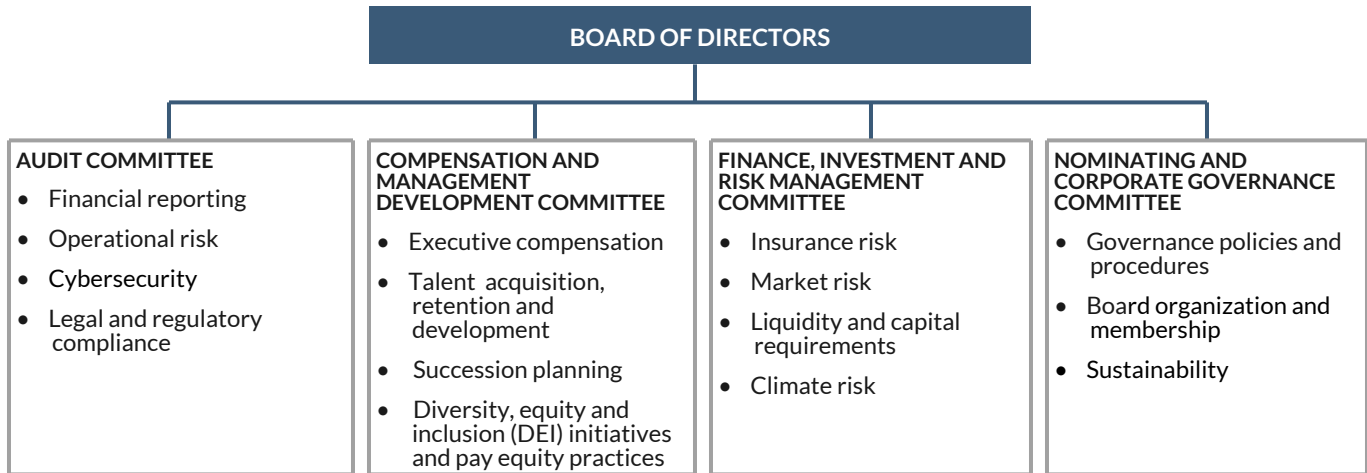 BOARD OF DIRECTORS
AUDIT COMMITTEE
• Financial reporting
• Operational risk
• Cybersecurity
• Legal and regulatory
compliance
COMPENSATION AND
MANAGEMENT
DEVELOPMENT COMMITTEE
• Executive compensation
• Talent acquisition,
retention and
development
• Succession planning
• Diversity, equity and
inclusion (DEI) initiatives
and pay equity practices
FINANCE, INVESTMENT AND
RISK MANAGEMENT
COMMITTEE
• Insurance risk
• Market risk
• Liquidity and capital
requirements
• Climate risk
NOMINATING AND
CORPORATE GOVERNANCE
COMMITTEE
• Governance policies and
procedures
• Board organization and
membership
• Sustainability